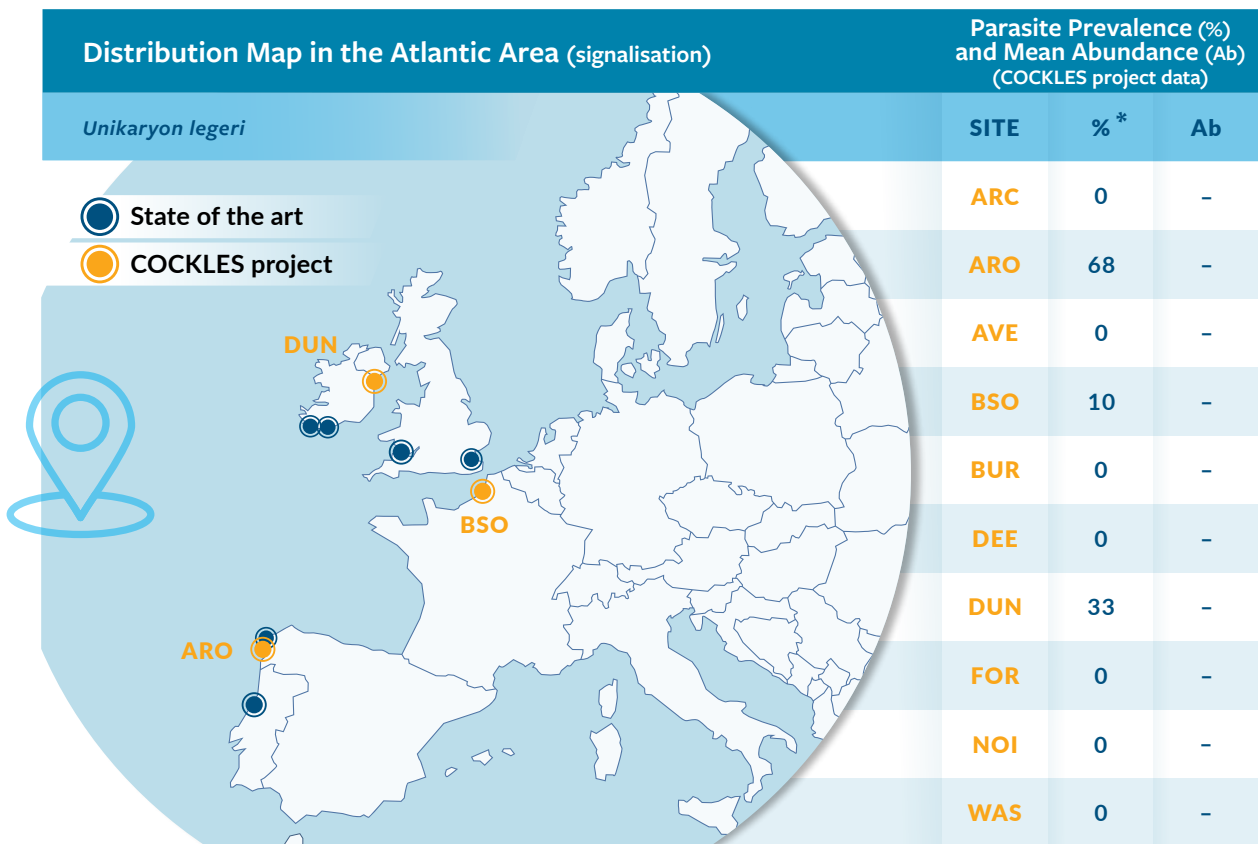 Distribution Map in the Atlantic Area (signalisation)
Parasite Prevalence (%)
and Mean Abundance (Ab)
(COCKLES project data)
Unikaryon legeri
SITE % * Ab
State of the art
COCKLES project
DUN
BSO
ARO
ARC 0 –
ARO 68 –
AVE 0 –
BSO 10 –
BUR 0 –
DEE 0 –
DUN 33 –
FOR 0 –
NOI 0 –
WAS 0 –